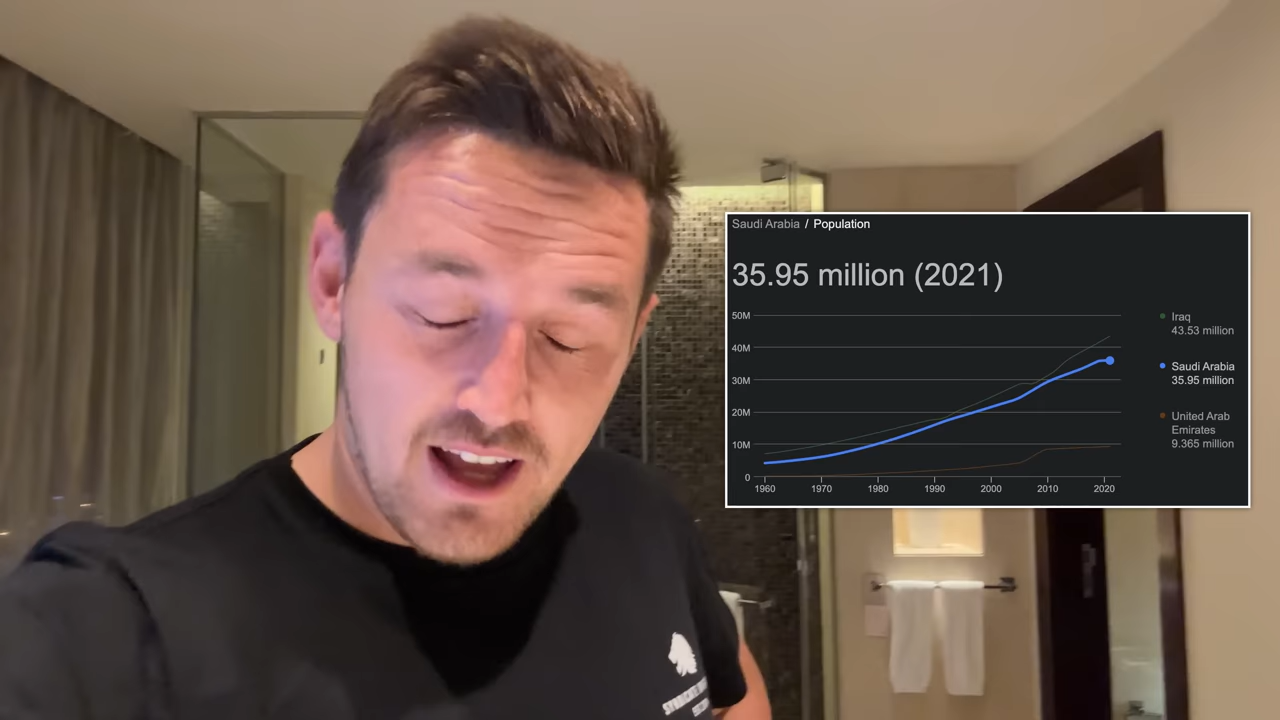 Saudi Arabia / Population
35.95 million (2021)
50M
40M
30M
20M
10M
0
1960
1970
1980
1990
2000
2010
2020
Iraq
43.53 million
Saudi Arabia
35.95 million
United Arab
Emirates
9.365 million